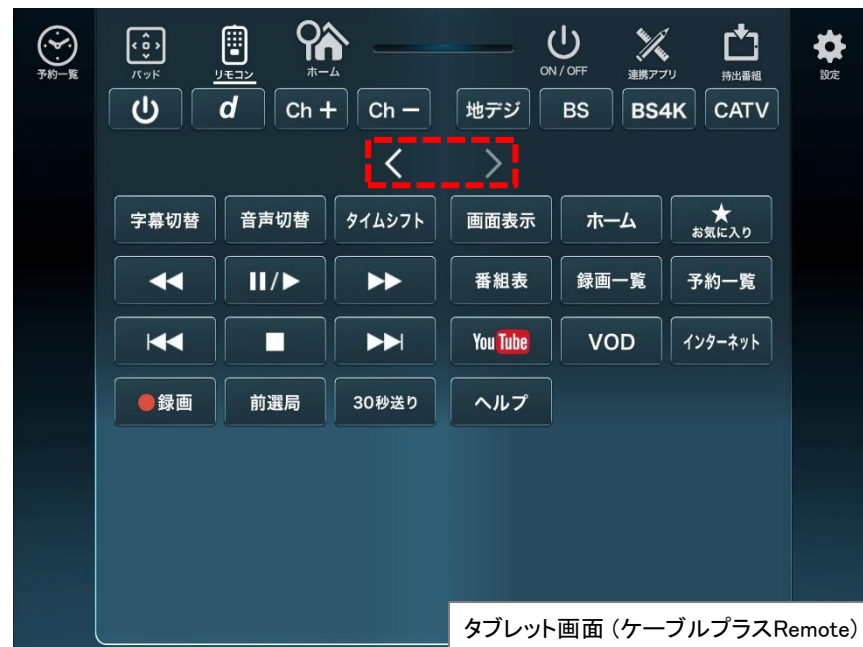 予約一覧
パッド
リモコン
ホーム
ON / OFF
連携アプリ
持出番組
設定
d Ch + Ch − 地デジ BS BS4K CATV
字幕切替 音声切替 タイムシフト 画面表示 ホーム ★お気に入り
番組表 録画一覧 予約一覧
YouTube VOD インターネット
●録画 前選局 30秒送り ヘルプ
タブレット画面（ケーブルプラスRemote）